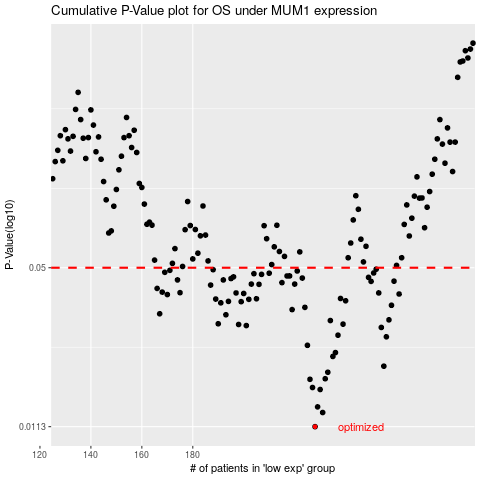 Cumulative P-Value plot for OS under MUM1 expression
P-Value(log10)
0.05
0.0113
optimized
120 140 160 180
# of patients in 'low exp' group